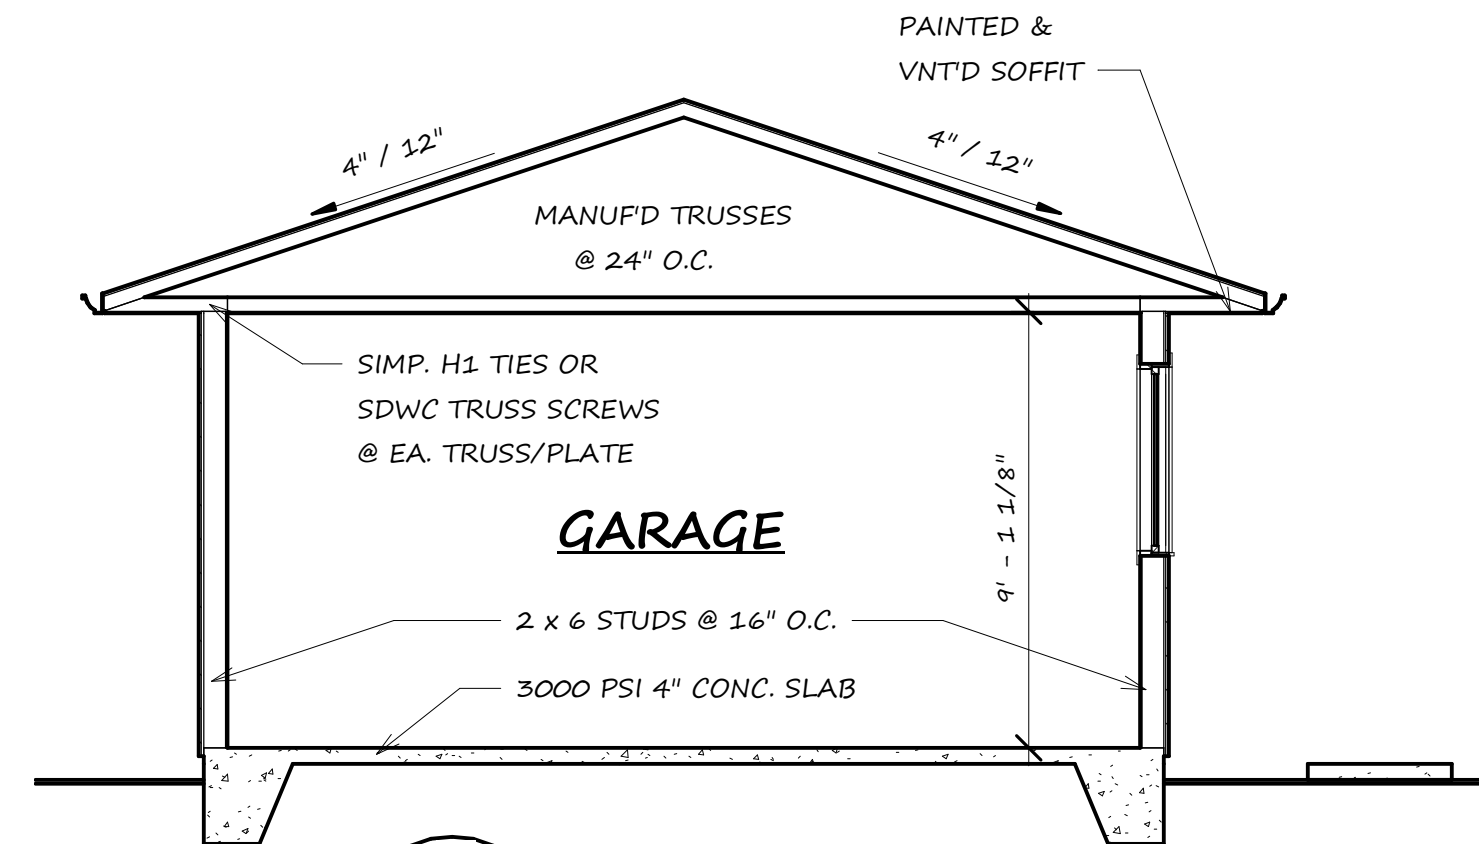 PAINTED &
VNT'D SOFFIT
4" / 12"
4" / 12"
MANUF'D TRUSSES
@ 24" O.C.
SIMP. H1 TIES OR
SDWC TRUSS SCREWS
@ EA. TRUSS/PLATE
9' - 1 1/8"
GARAGE
2 x 6 STUDS @ 16" O.C.
3000 PSI 4" CONC. SLAB